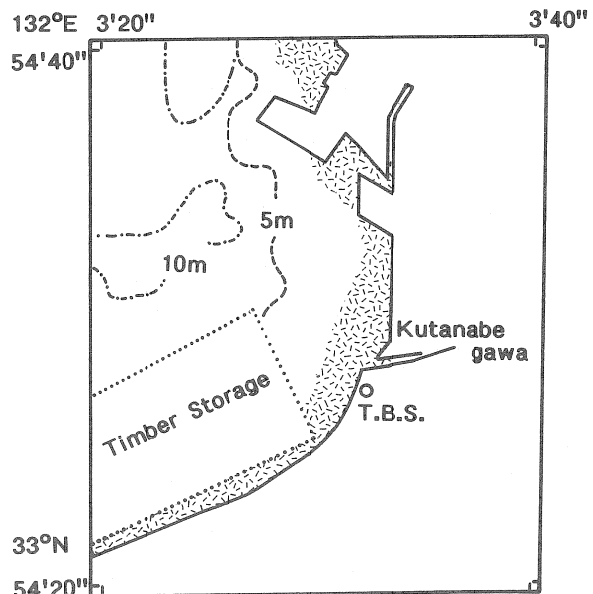 132°E 3'20" 3'40"
54'40"
5m
10m
Kutanabe
gawa
Timber Storage
T.B.S.
33°N
54'20"